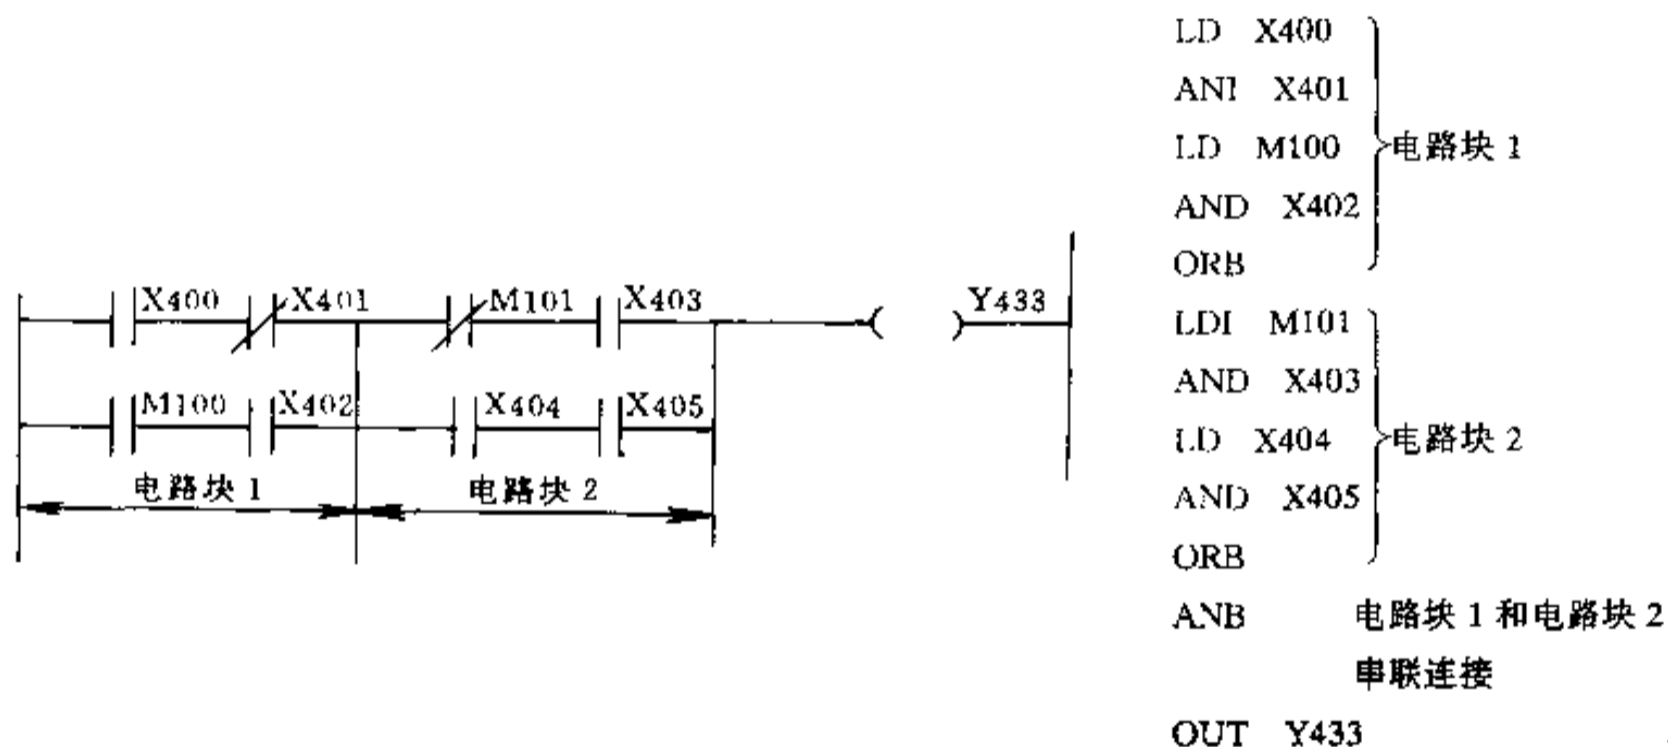 X400 X401 M101 X403 Y433
M100 X402 X404 X405
电路块 1 电路块 2
LD X400
ANI X401
LD M100
AND X402
ORB
电路块 1
LDI M101
AND X403
LD X404
AND X405
ORB
电路块 2
ANB 电路块 1 和电路块 2
串联连接
OUT Y433